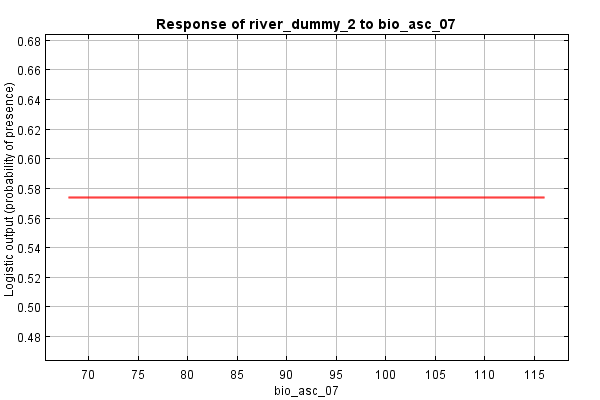 Response of river_dummy_2 to bio_asc_07
Logistic output (probability of presence)
0.68
0.66
0.64
0.62
0.60
0.58
0.56
0.54
0.52
0.50
0.48
70 75 80 85 90 95 100 105 110 115
bio_asc_07